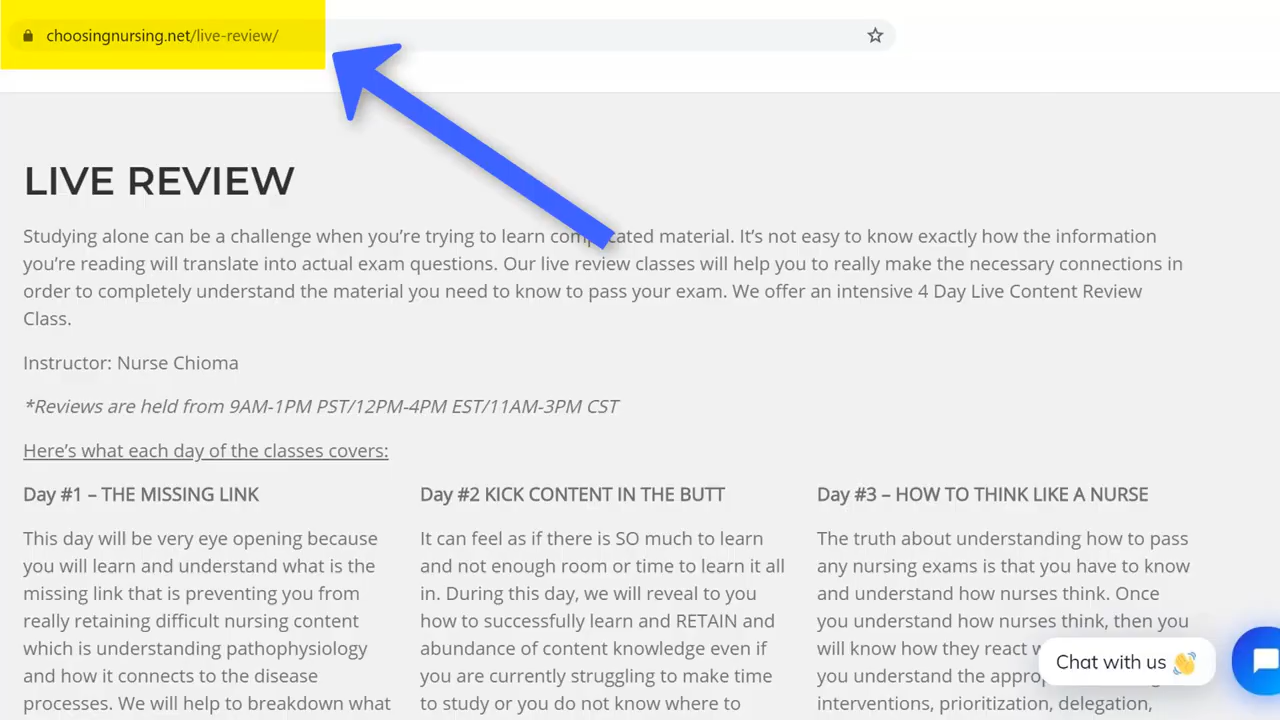 choosingnursing.net/live-review/
LIVE REVIEW
Studying alone can be a challenge when you're trying to learn complicated material. It's not easy to know exactly how the information
you're reading will translate into actual exam questions. Our live review classes will help you to really make the necessary connections in
order to completely understand the material you need to know to pass your exam. We offer an intensive 4 Day Live Content Review
Class.
Instructor: Nurse Chioma
*Reviews are held from 9AM-1PM PST/12PM-4PM EST/11AM-3PM CST
Here's what each day of the classes covers:
Day #1 – THE MISSING LINK
This day will be very eye opening because
you will learn and understand what is the
missing link that is preventing you from
really retaining difficult nursing content
which is understanding pathophysiology
and how it connects to the disease
processes. We will help to breakdown what
Day #2 KICK CONTENT IN THE BUTT
It can feel as if there is SO much to learn
and not enough room or time to learn it all
in. During this day, we will reveal to you
how to successfully learn and RETAIN and
abundance of content knowledge even if
you are currently struggling to make time
to study or you do not know where to
Day #3 – HOW TO THINK LIKE A NURSE
The truth about understanding how to pass
any nursing exams is that you have to know
and understand how nurses think. Once
you understand how nurses think, then you
will know how they react
you understand the
interventions, prioritization, delegation,
Chat with us 👋